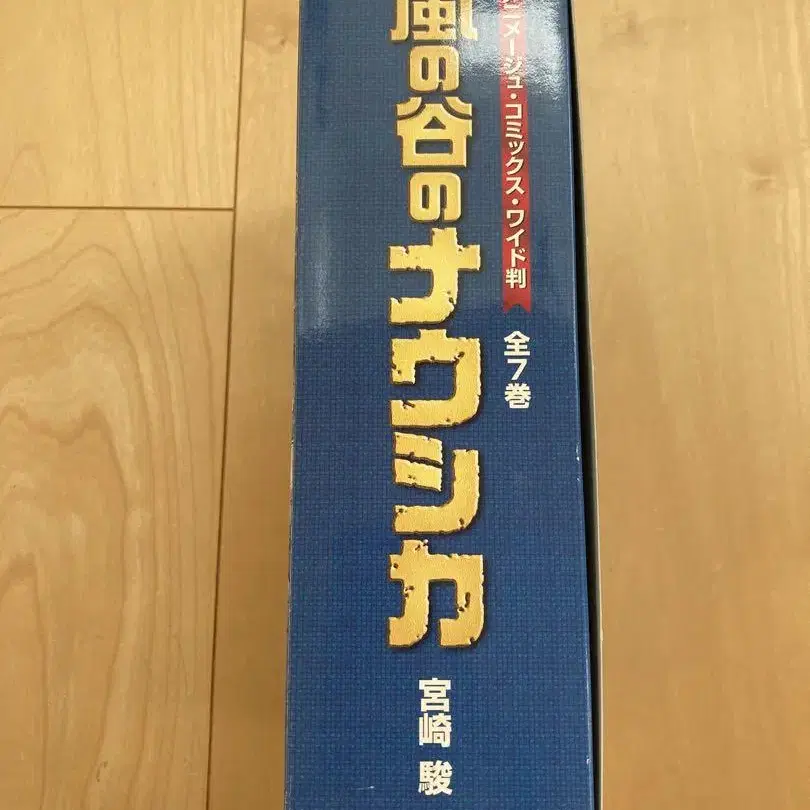 アニメージュ・コミックス・ワイド判
全7巻
風の谷のナウシカ
宮崎 駿